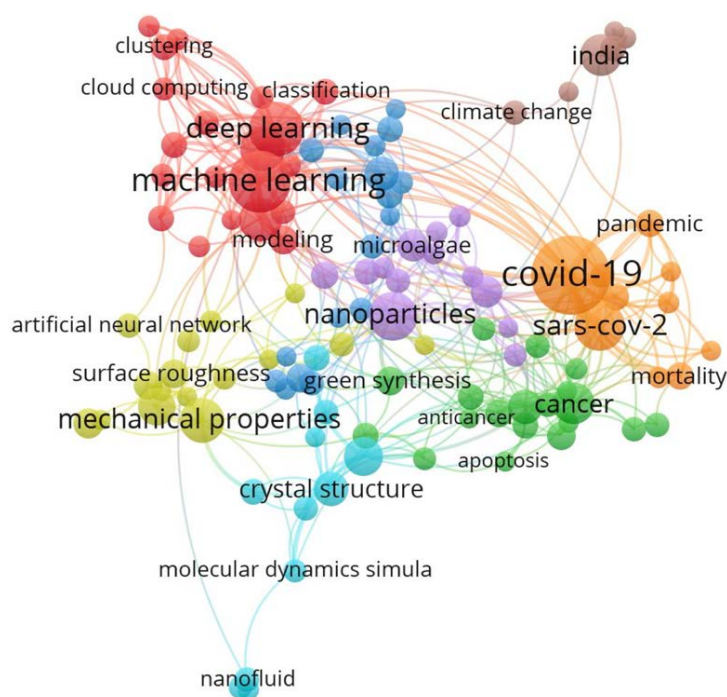 clustering
india
cloud computing
classification
climate change
deep learning
machine learning
pandemic
modeling
microalgae
covid-19
nanoparticles
artificial neural network
sars-cov-2
surface roughness
green synthesis
mortality
cancer
mechanical properties
anticancer
apoptosis
crystal structure
molecular dynamics simula
nanofluid